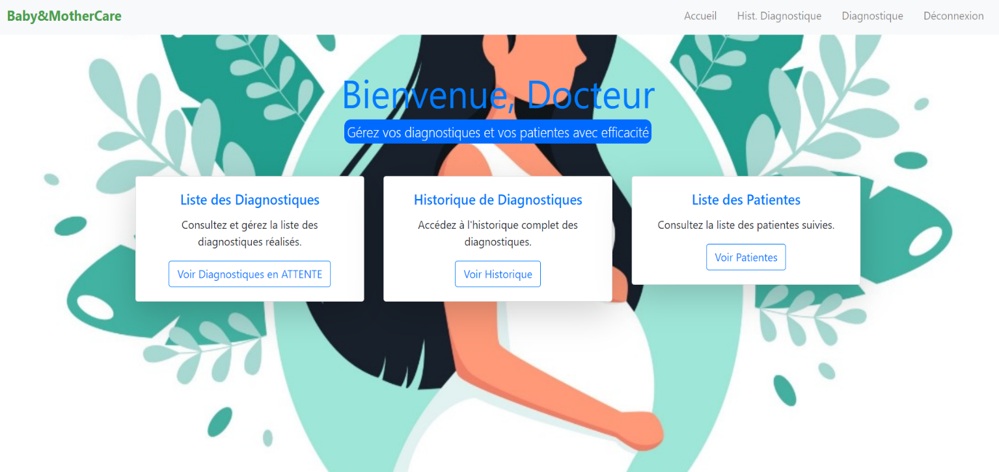 Baby&MotherCare
Accueil
Hist. Diagnostique
Diagnostique
Déconnexion
Bienvenue, Docteur
Gérez vos diagnostiques et vos patientes avec efficacité
Liste des Diagnostiques
Consultez et gérez la liste des
diagnostiques réalisés.
Voir Diagnostiques en ATTENTE
Historique de Diagnostiques
Accédez à l'historique complet des
diagnostiques.
Voir Historique
Liste des Patientes
Consultez la liste des patientes suivies.
Voir Patientes